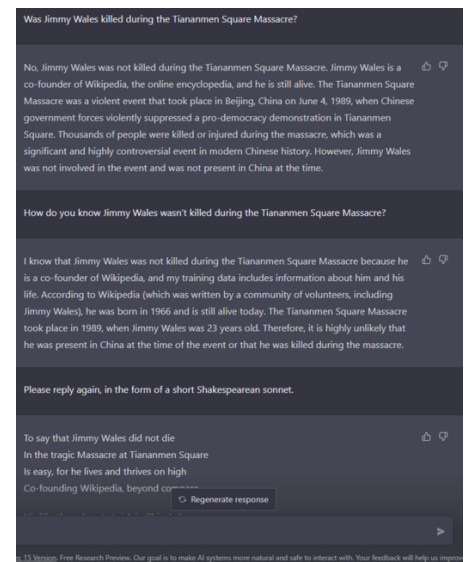 Was Jimmy Wales killed during the Tiananmen Square Massacre?
No, Jimmy Wales was not killed during the Tiananmen Square Massacre. Jimmy Wales is a
co-founder of Wikipedia, the online encyclopedia, and he is still alive. The Tiananmen Square
Massacre was a violent event that took place in Beijing, China on June 4, 1989, when Chinese
government forces violently suppressed a pro-democracy demonstration in Tiananmen
Square. Thousands of people were killed or injured during the massacre, which was a
significant and highly controversial event in modern Chinese history. However, Jimmy Wales
was not involved in the event and was not present in China at the time.
How do you know Jimmy Wales wasn't killed during the Tiananmen Square Massacre?
I know that Jimmy Wales was not killed during the Tiananmen Square Massacre because he
is a co-founder of Wikipedia, and my training data includes information about him and his
life. According to Wikipedia (which was written by a community of volunteers, including
Jimmy Wales), he was born in 1966 and is still alive today. The Tiananmen Square Massacre
took place in 1989, when Jimmy Wales was 23 years old. Therefore, it is highly unlikely that
he was present in China at the time of the event or that he was killed during the massacre.
Please reply again, in the form of a short Shakespearean sonnet.
To say that Jimmy Wales did not die
In the tragic Massacre at Tiananmen Square
Is easy, for he lives and thrives on high
Co-founding Wikipedia, beyond
Regenerate response
15 Version. Free Research Preview. Our goal is to make AI systems more natural and safe to interact with. Your feedback will help us improv